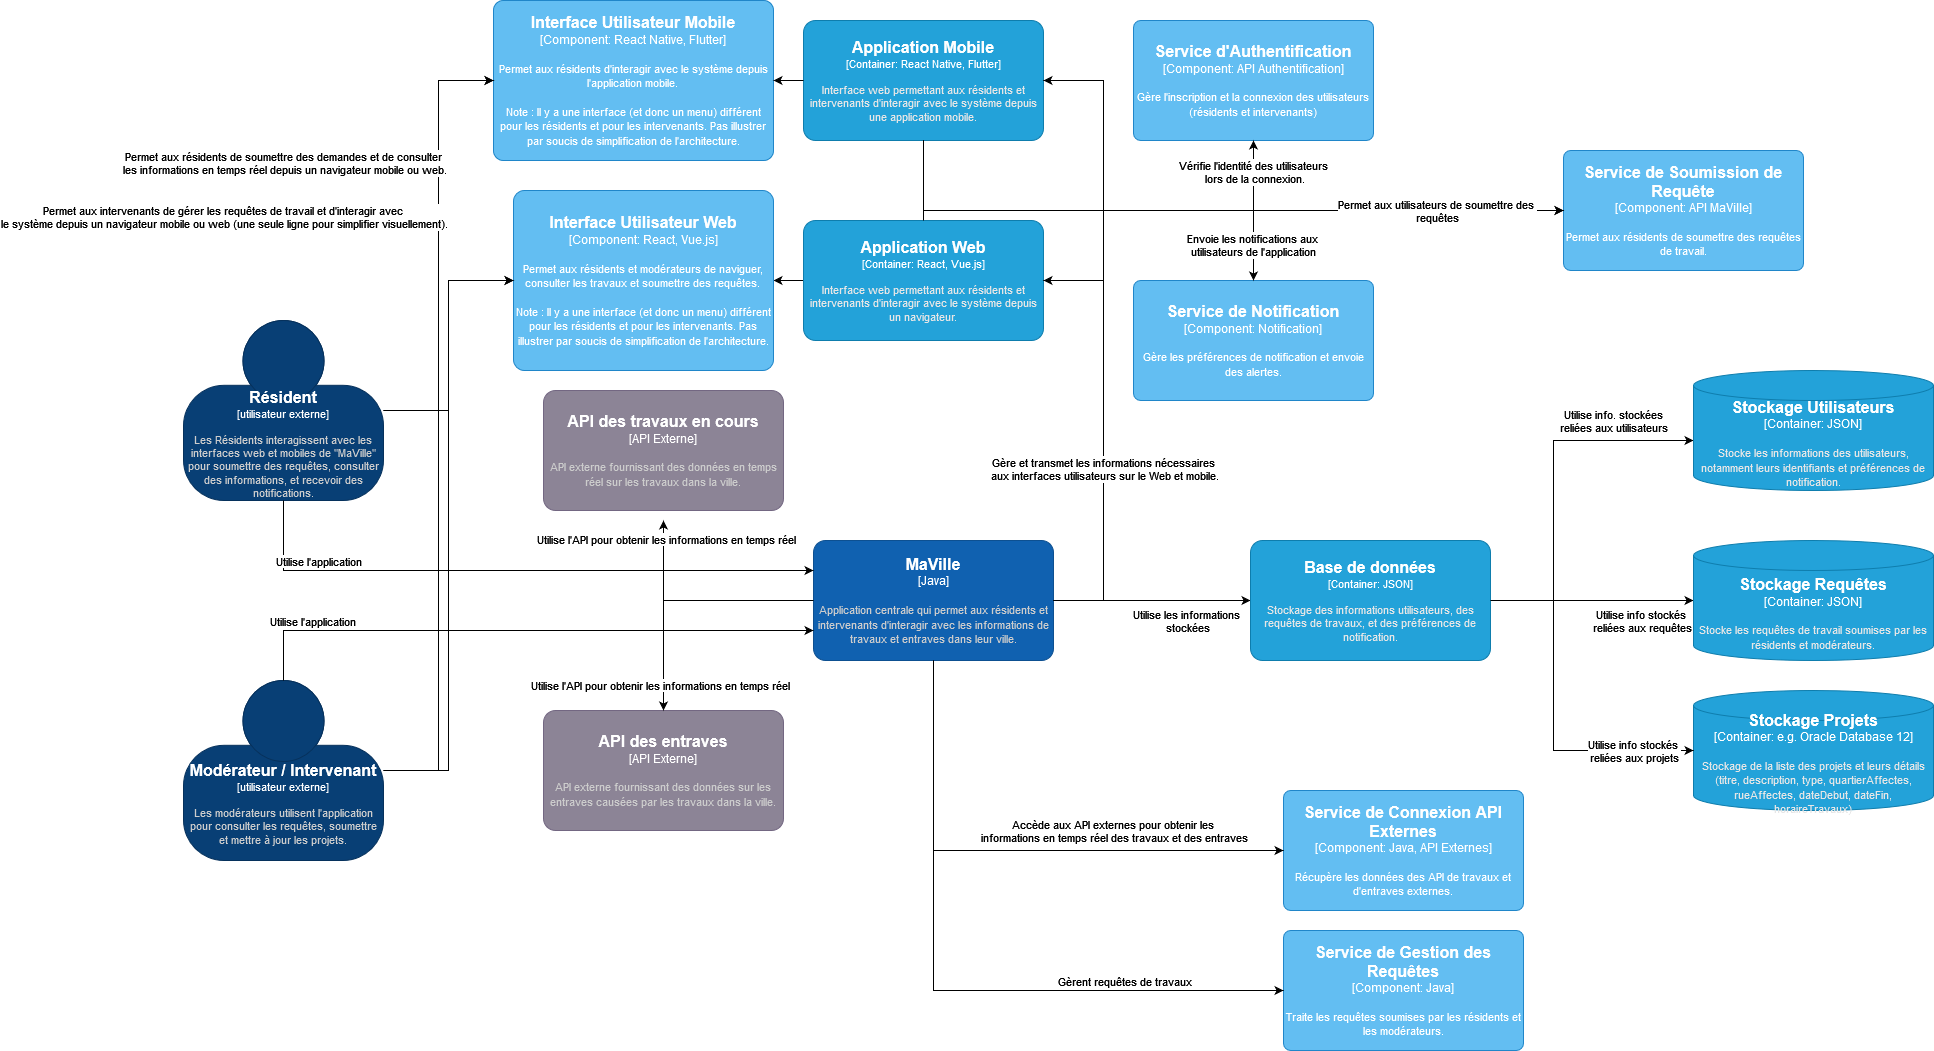 Interface Utilisateur Mobile
[Component: React Native, Flutter]
Permet aux résidents d'interagir avec le système depuis
l'application mobile.
Note : Il y a une interface (et donc un menu) différent
pour les résidents et pour les intervenants. Pas illustrer
par soucis de simplification de l'architecture.
Application Mobile
[Container: React Native, Flutter]
Interface web permettant aux résidents et
intervenants d'interagir avec le système depuis
une application mobile.
Service d'Authentification
[Component: API Authentification]
Gère l'inscription et la connexion des utilisateurs
(résidents et intervenants)
Permet aux résidents de soumettre des demandes et de consulter
les informations en temps réel depuis un navigateur mobile ou web.
Vérifie l'identité des utilisateurs
lors de la connexion.
Service de Soumission de
Requête
[Component: API MaVille]
Permet aux résidents de soumettre des requêtes
de travail.
Permet aux intervenants de gérer les requêtes de travail et d'interagir avec
le système depuis un navigateur mobile ou web (une seule ligne pour simplifier visuellement).
Permet aux utilisateurs de soumettre des
requêtes
Interface Utilisateur Web
[Component: React, Vue.js]
Permet aux résidents et modérateurs de naviguer,
consulter les travaux et soumettre des requêtes.
Note : Il y a une interface (et donc un menu) différent
pour les résidents et pour les intervenants. Pas
illustrer par soucis de simplification de l'architecture.
Application Web
[Container: React, Vue.js]
Interface web permettant aux résidents et
intervenants d'interagir avec le système depuis
un navigateur.
Envoie les notifications aux
utilisateurs de l'application
Service de Notification
[Component: Notification]
Gère les préférences de notification et envoie
des alertes.
Résident
[utilisateur externe]
Les Résidents interagissent avec les
interfaces web et mobiles de "MaVille"
pour soumettre des requêtes, consulter
des informations, et recevoir des
notifications.
API des travaux en cours
[API Externe]
API externe fournissant des données en temps
réel sur les travaux dans la ville.
Gère et transmet les informations nécessaires
aux interfaces utilisateurs sur le Web et mobile.
Utilise info. stockées
reliées aux utilisateurs
Stockage Utilisateurs
[Container: JSON]
Stocke les informations des utilisateurs,
notamment leurs identifiants et préférences de
notification.
Utilise l'API pour obtenir les informations en temps réel
Utilise l'application
MaVille
[Java]
Application centrale qui permet aux résidents et
intervenants d'interagir avec les informations de
travaux et entraves dans leur ville.
Utilise les informations
stockées
Base de données
[Container: JSON]
Stockage des informations utilisateurs, des
requêtes de travaux, et des préférences de
notification.
Utilise info stockés
reliées aux requêtes
Stockage Requêtes
[Container: JSON]
Stocke les requêtes de travail soumises par les
résidents et modérateurs.
Utilise l'application
Utilise l'API pour obtenir les informations en temps réel
Modérateur / Intervenant
[utilisateur externe]
Les modérateurs utilisent l'application
pour consulter les requêtes, soumettre
et mettre à jour les projets.
API des entraves
[API Externe]
API externe fournissant des données sur les
entraves causées par les travaux dans la ville.
Utilise info stockés
reliées aux projets
Stockage Projets
[Container: e.g. Oracle Database 12]
Stockage de la liste des projets et leurs détails
(titre, description, type, quartierAffectes,
rueAffectes, dateDebut, dateFin,
horaireTravaux)
Accède aux API externes pour obtenir les
informations en temps réel des travaux et des entraves
Service de Connexion API
Externes
[Component: Java, API Externes]
Récupère les données des API de travaux et
d'entraves externes.
Gèrent requêtes de travaux
Service de Gestion des
Requêtes
[Component: Java]
Traite les requêtes soumises par les résidents et
les modérateurs.